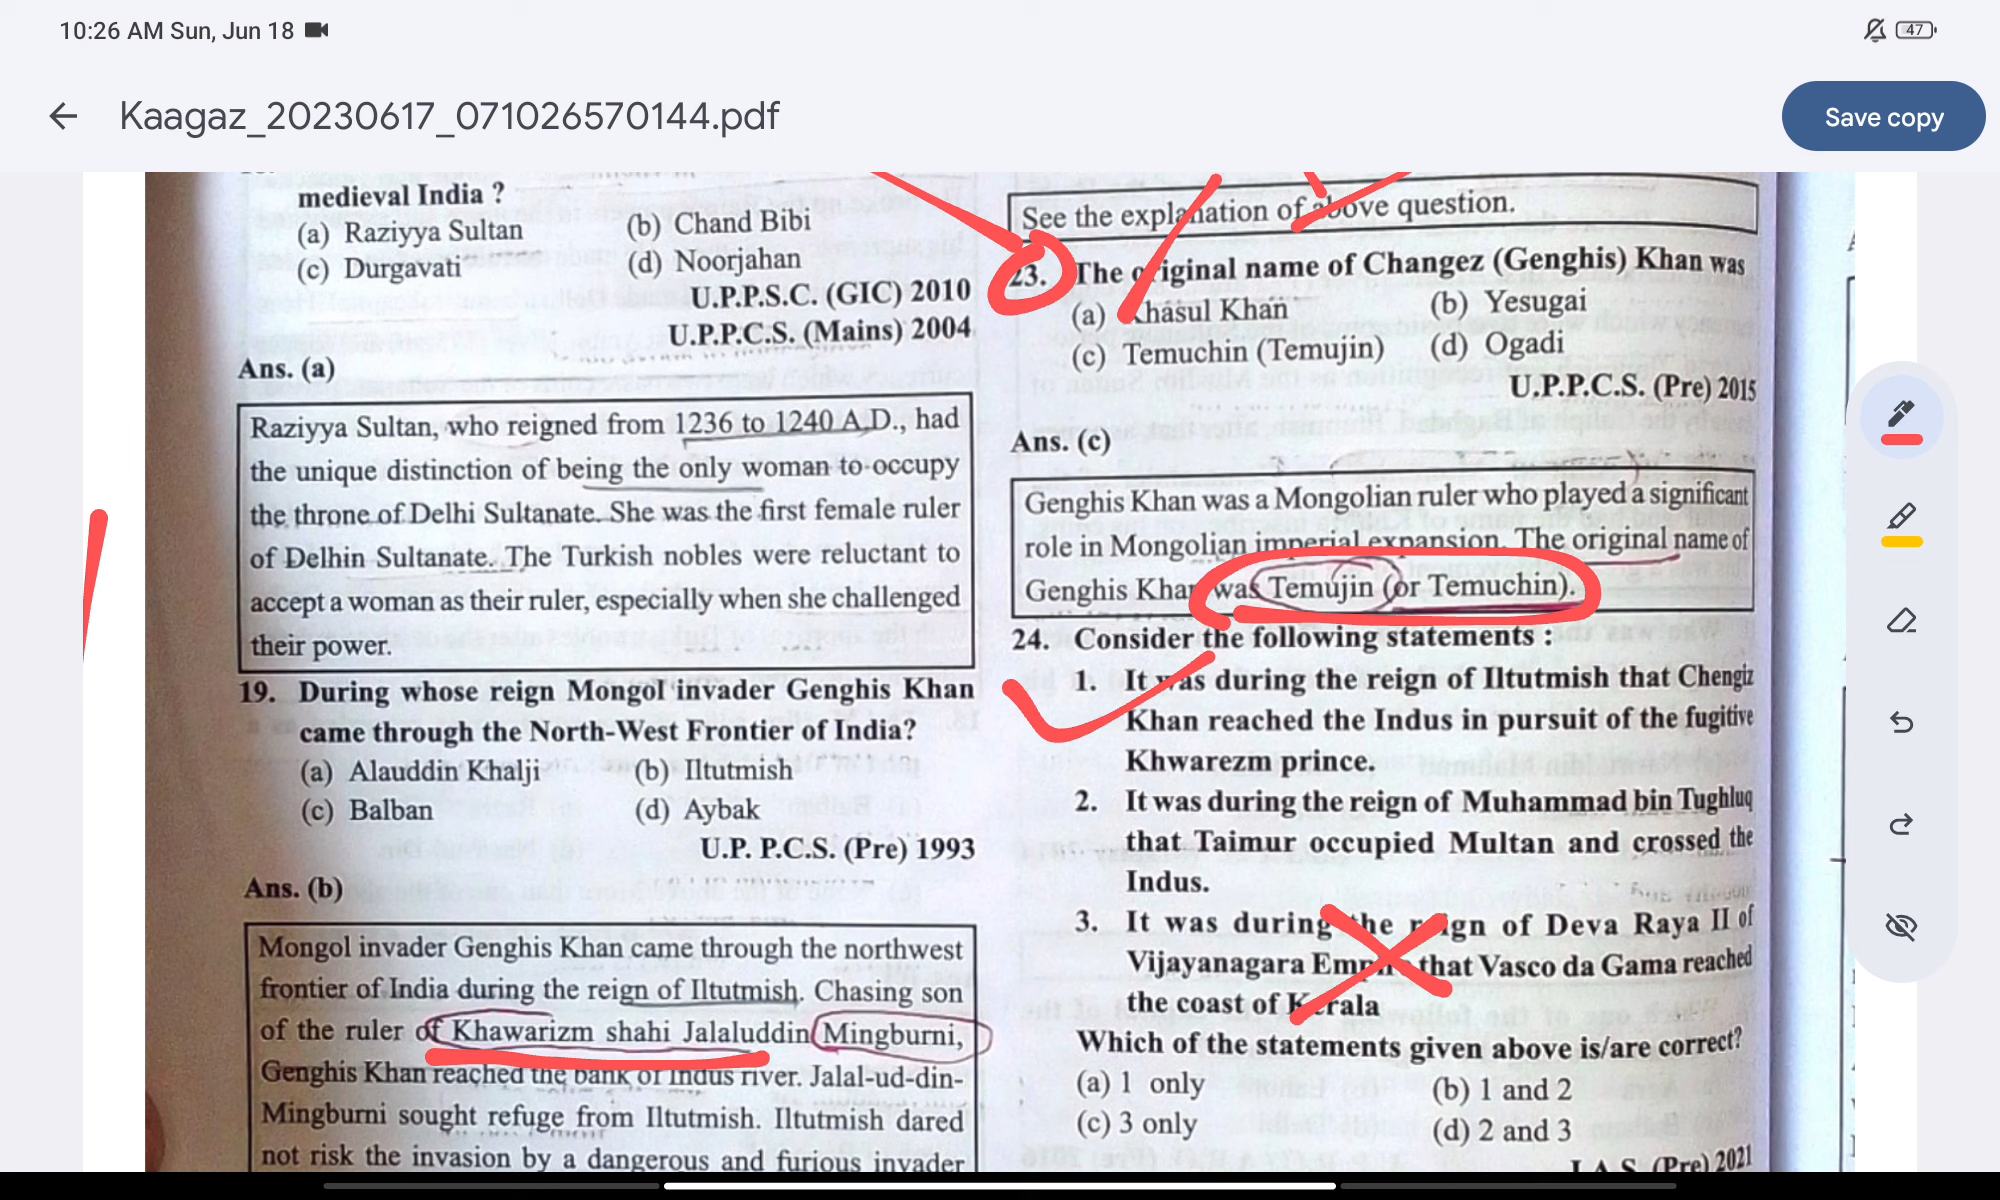 10:26 AM Sun, Jun 18
47
Kaagaz_20230617_071026570144.pdf
Save copy
medieval India ?
(a) Raziyya Sultan (b) Chand Bibi
(c) Durgavati (d) Noorjahan
U.P.P.S.C. (GIC) 2010
U.P.P.C.S. (Mains) 2004
Ans. (a)
Raziyya Sultan, who reigned from 1236 to 1240 A.D., had
the unique distinction of being the only woman to occupy
the throne of Delhi Sultanate. She was the first female ruler
of Delhin Sultanate. The Turkish nobles were reluctant to
accept a woman as their ruler, especially when she challenged
their power.
19. During whose reign Mongol invader Genghis Khan
came through the North-West Frontier of India?
(a) Alauddin Khalji (b) Iltutmish
(c) Balban (d) Aybak
U.P. P.C.S. (Pre) 1993
Ans. (b)
Mongol invader Genghis Khan came through the northwest
frontier of India during the reign of Iltutmish. Chasing son
of the ruler of Khawarizm shahi Jalaluddin Mingburni,
Genghis Khan reached the bank of Indus river. Jalal-ud-din-
Mingburni sought refuge from Iltutmish. Iltutmish dared
not risk the invasion by a dangerous and furious invader
See the explanation of above question.
23. The original name of Changez (Genghis) Khan was
(a) Khasul Khan (b) Yesugai
(c) Temuchin (Temujin) (d) Ogadi
U.P.P.C.S. (Pre) 2015
Ans. (c)
Genghis Khan was a Mongolian ruler who played a significant
role in Mongolian imperial expansion. The original name of
Genghis Khan was Temujin (or Temuchin).
24. Consider the following statements :
1. It was during the reign of Iltutmish that Chengiz
Khan reached the Indus in pursuit of the fugitive
Khwarezm prince.
2. It was during the reign of Muhammad bin Tughluq
that Taimur occupied Multan and crossed the
Indus.
3. It was during the reign of Deva Raya II of
Vijayanagara Empire that Vasco da Gama reached
the coast of Kerala
Which of the statements given above is/are correct?
(a) 1 only (b) 1 and 2
(c) 3 only (d) 2 and 3
I.A.S. (Pre) 2021